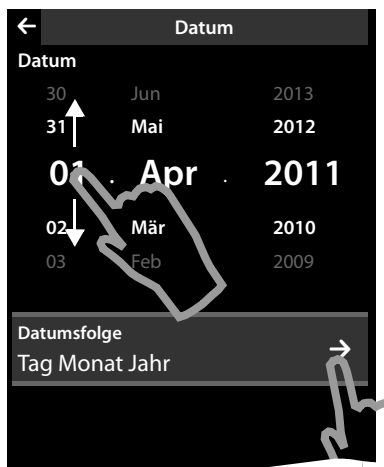 Datum
Datum
30 Jun 2013
31 Mai 2012
01 . Apr . 2011
02 Mär 2010
03 Feb 2009
Datumsfolge
Tag Monat Jahr